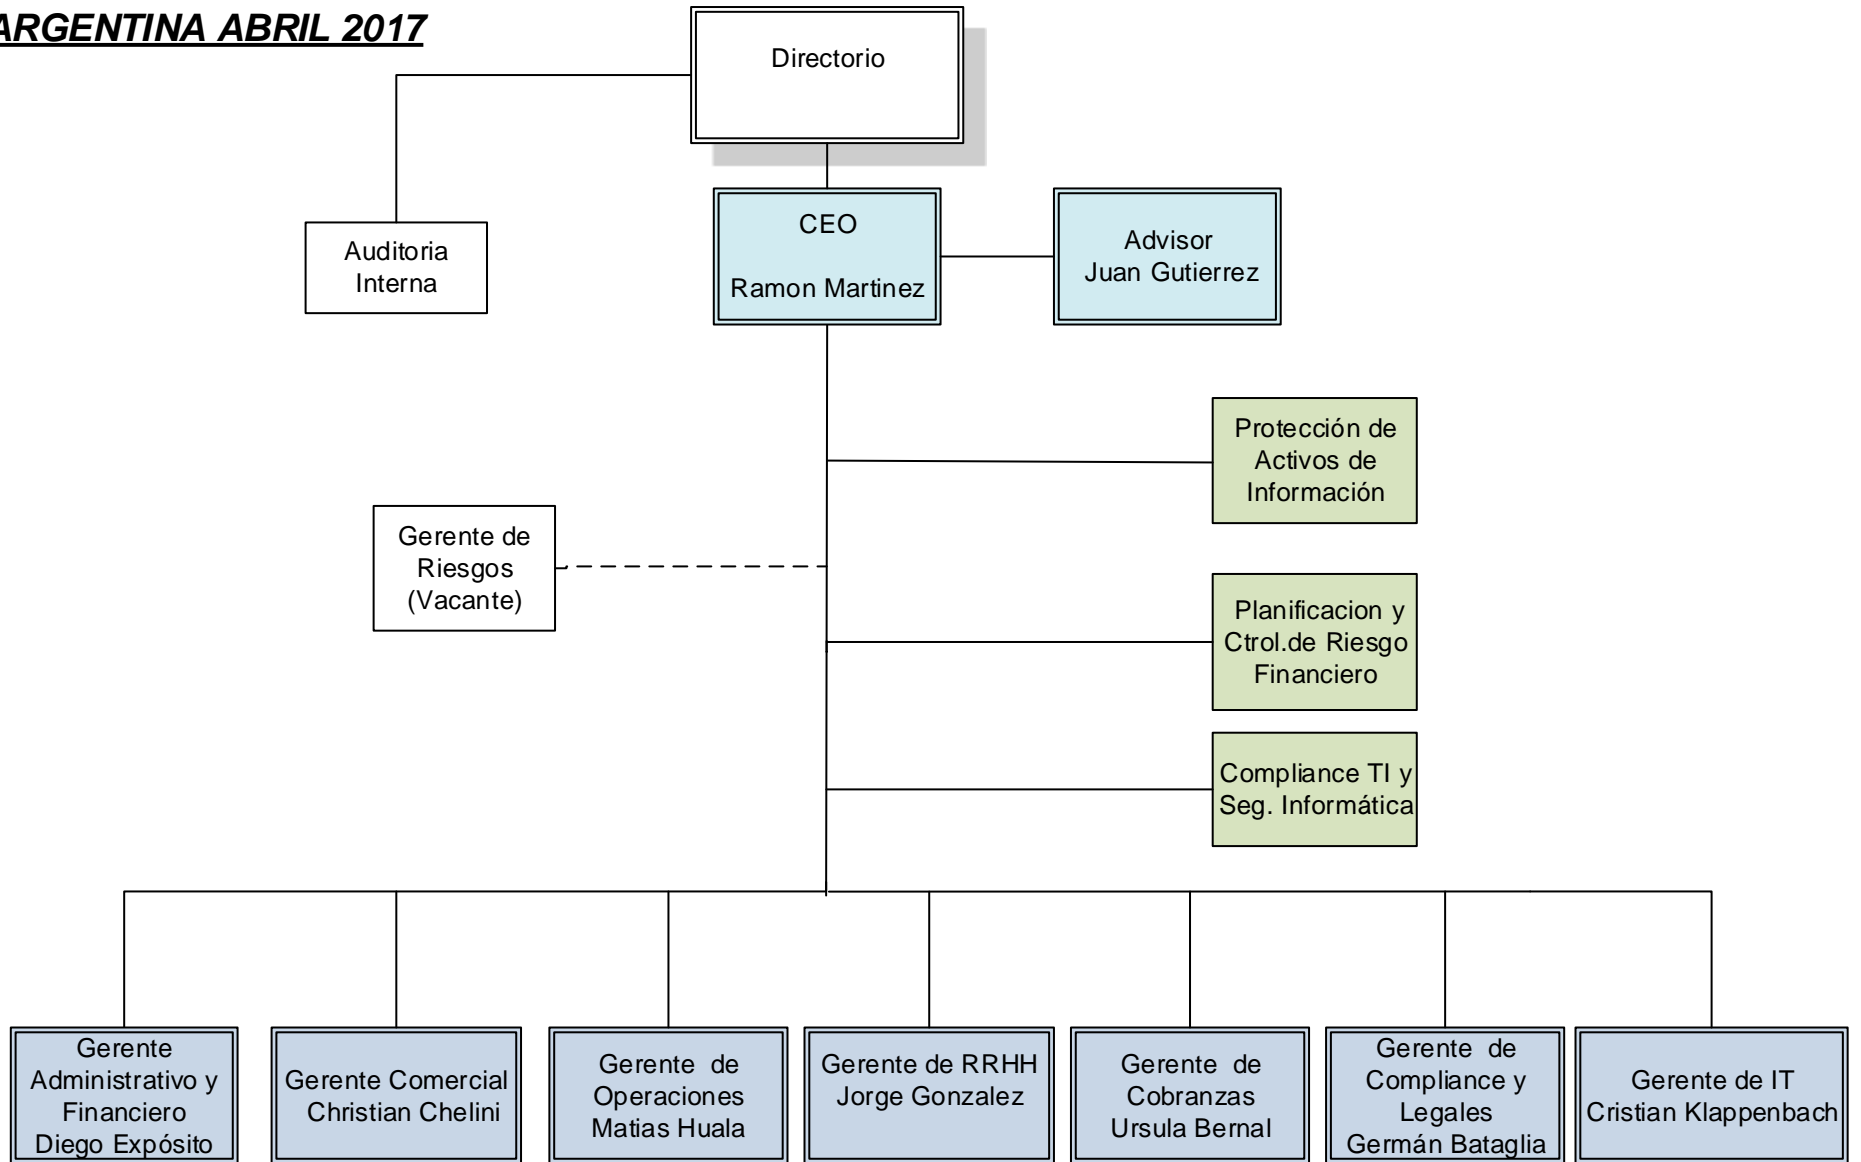 ARGENTINA ABRIL 2017
Directorio
Auditoria
Interna
CEO
Ramon Martinez
Advisor
Juan Gutierrez
Protección de
Activos de
Información
Gerente de
Riesgos
(Vacante)
Planificacion y
Ctrol.de Riesgo
Financiero
Compliance TI y
Seg. Informática
Gerente
Administrativo y
Financiero
Diego Expósito
Gerente Comercial
Christian Chelini
Gerente de
Operaciones
Matias Huala
Gerente de RRHH
Jorge Gonzalez
Gerente de
Cobranzas
Ursula Bernal
Gerente de
Compliance y
Legales
Germán Bataglia
Gerente de IT
Cristian Klappenbach